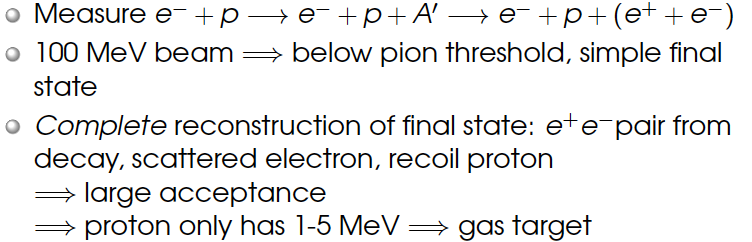 Measure e⁻ + p ⟶ e⁻ + p + A′ ⟶ e⁻ + p + (e⁺ + e⁻)
100 MeV beam ⟹ below pion threshold, simple final
state
Complete reconstruction of final state: e⁺e⁻pair from
decay, scattered electron, recoil proton
⟹ large acceptance
⟹ proton only has 1-5 MeV ⟹ gas target